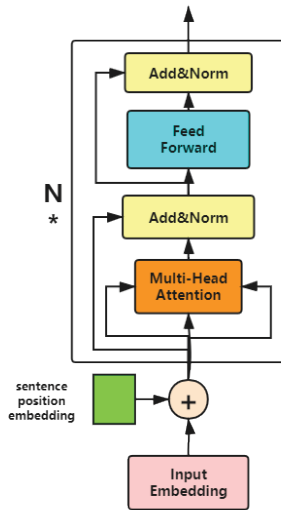 Add&Norm
Feed
Forward
N
*
Add&Norm
Multi-Head
Attention
sentence
position
embedding
+
Input
Embedding